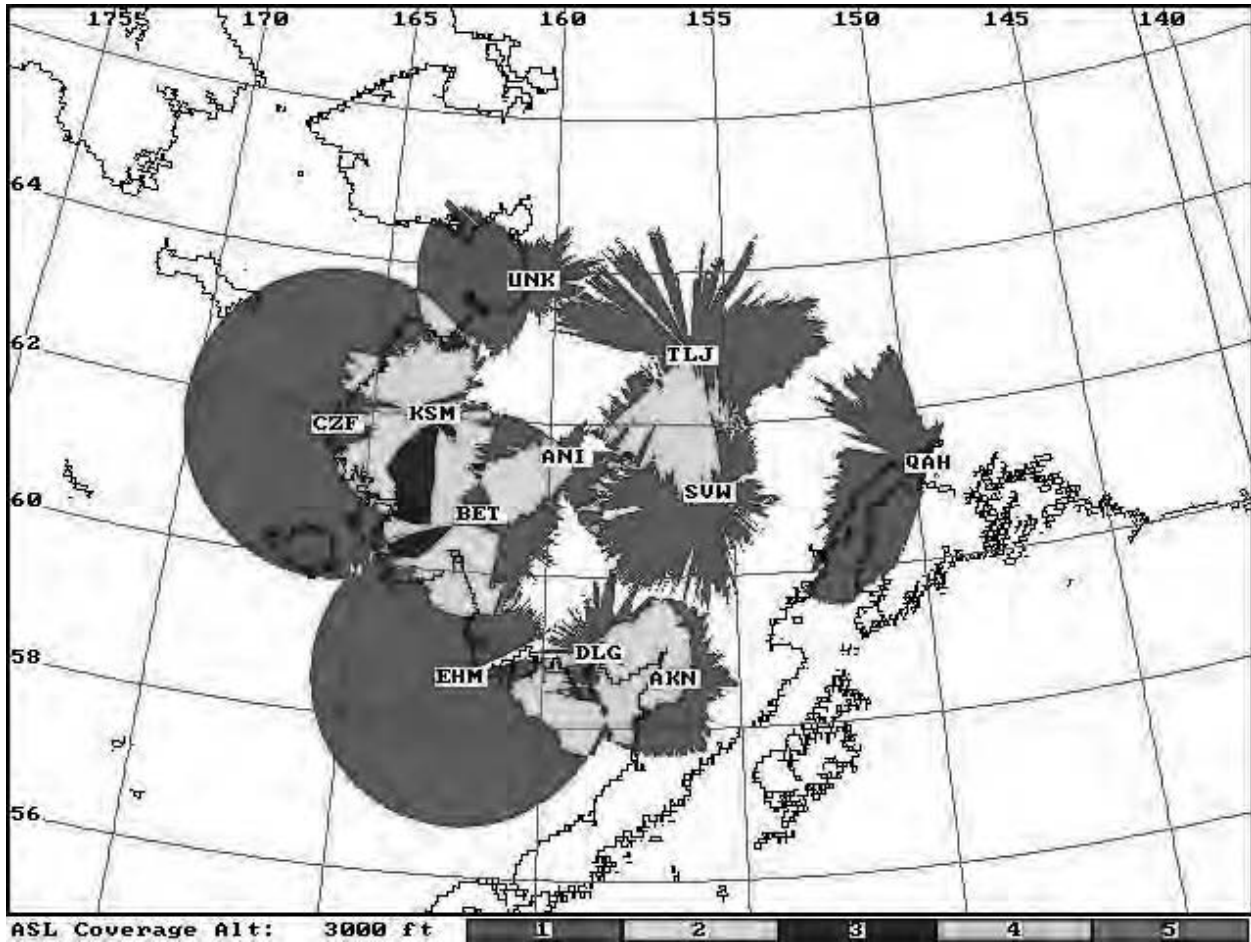 175 170 165 160 155 150 145 140
64
UNK
62
TLJ
CZF KSM
ANI
QAH
60
SVW
BET
58
DLG
EHM
AKN
56
ASL Coverage Alt: 3000 ft 1 2 3 4 5